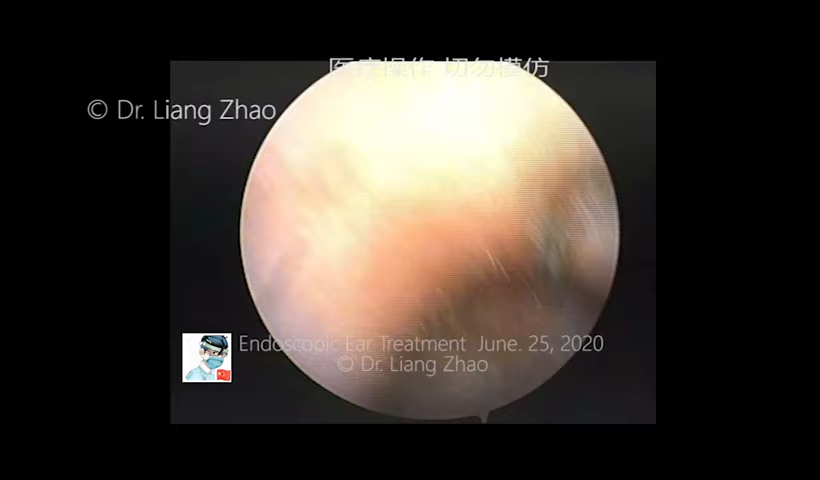 医疗操作 切勿模仿
© Dr. Liang Zhao
Endoscopic Ear Treatment June. 25, 2020
© Dr. Liang Zhao